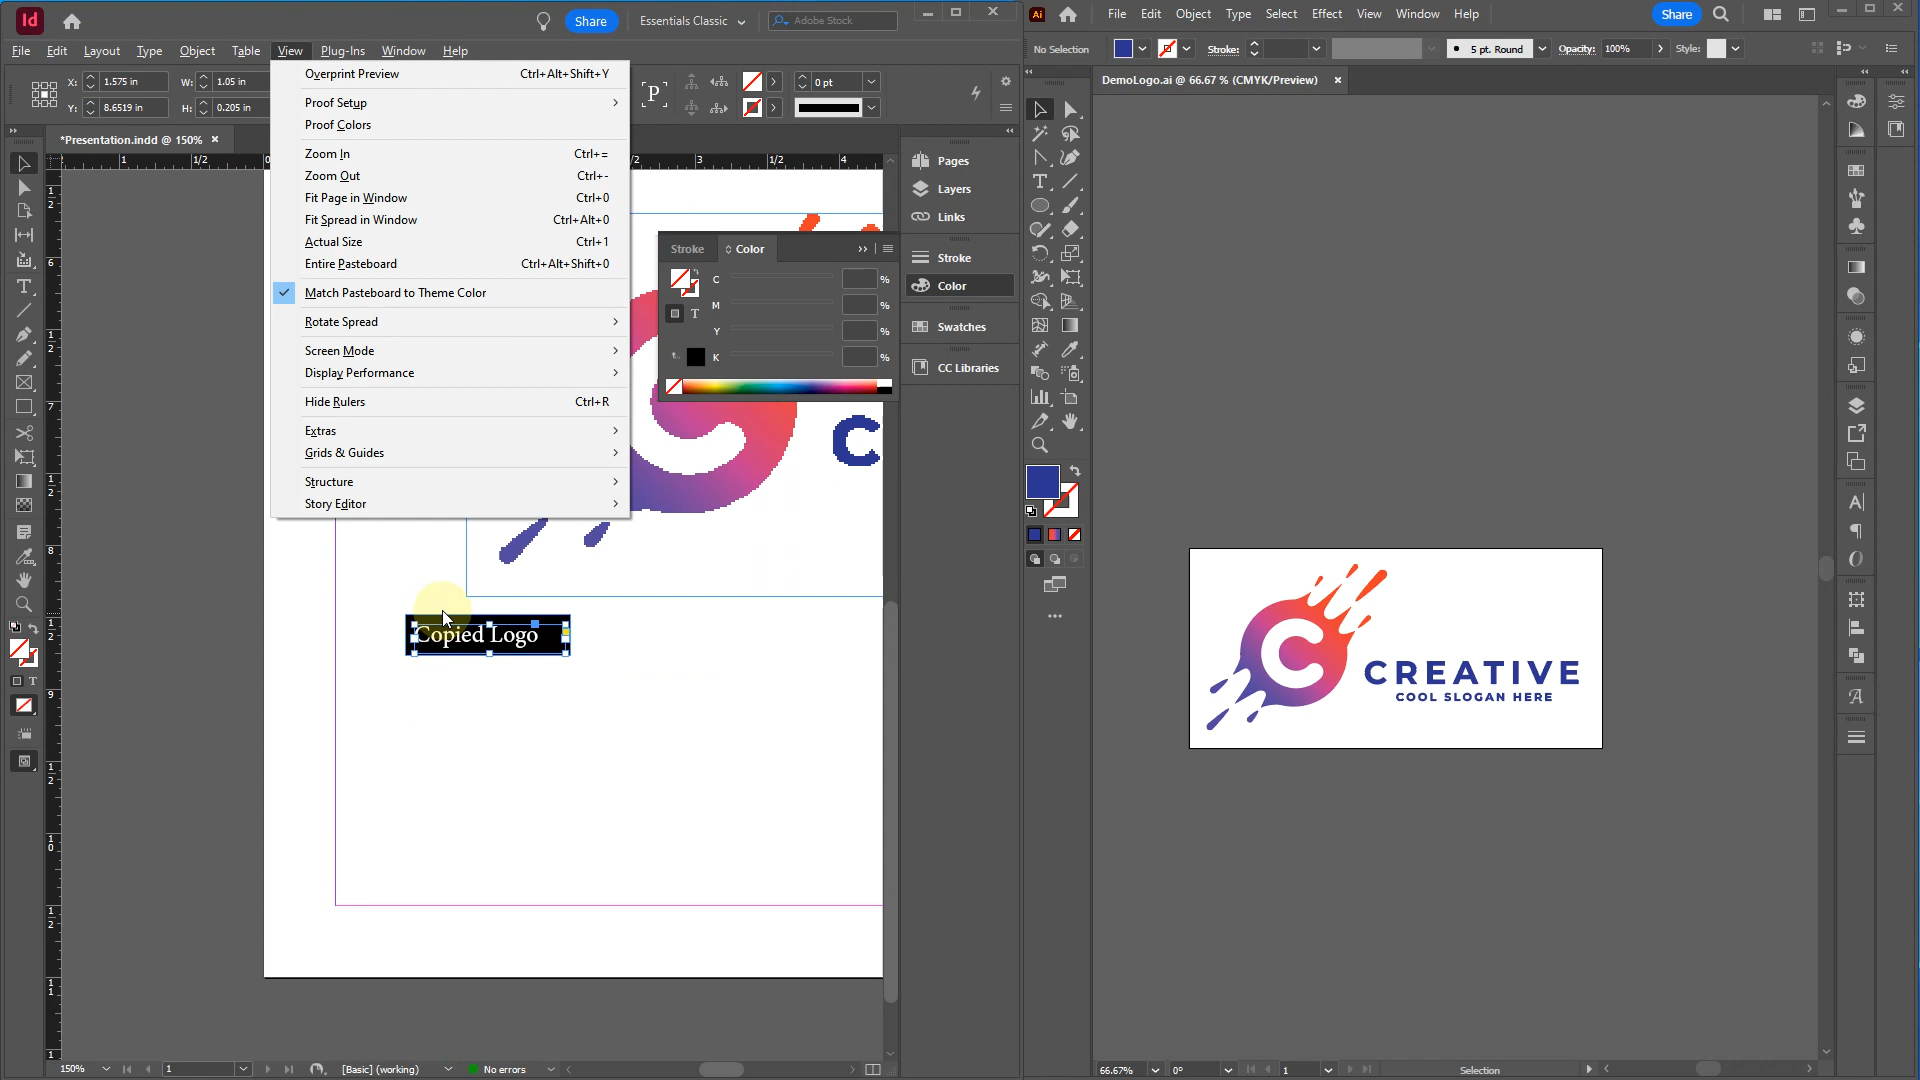 Id
Share
Essentials Classic
Adobe Stock
File Edit Layout Type Object Table View Plug-Ins Window Help
X: 1.575 in W: 1.05 in
Y: 8.6519 in H: 0.205 in
P
0 pt
*Presentation.indd @ 150% ×
Overprint Preview Ctrl+Alt+Shift+Y
Proof Setup
Proof Colors
Zoom In Ctrl+=
Zoom Out Ctrl+-
Fit Page in Window Ctrl+0
Fit Spread in Window Ctrl+Alt+0
Actual Size Ctrl+1
Entire Pasteboard Ctrl+Alt+Shift+0
Match Pasteboard to Theme Color
Rotate Spread
Screen Mode
Display Performance
Hide Rulers Ctrl+R
Extras
Grids & Guides
Structure
Story Editor
Stroke Color
C %
M %
Y %
K %
T
Pages
Layers
Links
Stroke
Color
Swatches
CC Libraries
C
Copied Logo
150% 1 [Basic] (working) No errors
Ai
File Edit Object Type Select Effect View Window Help
Share
No Selection Stroke: 5 pt. Round Opacity: 100% Style:
DemoLogo.ai @ 66.67 % (CMYK/Preview) ×
C
CREATIVE
COOL SLOGAN HERE
66.67% 0° 1 Selection